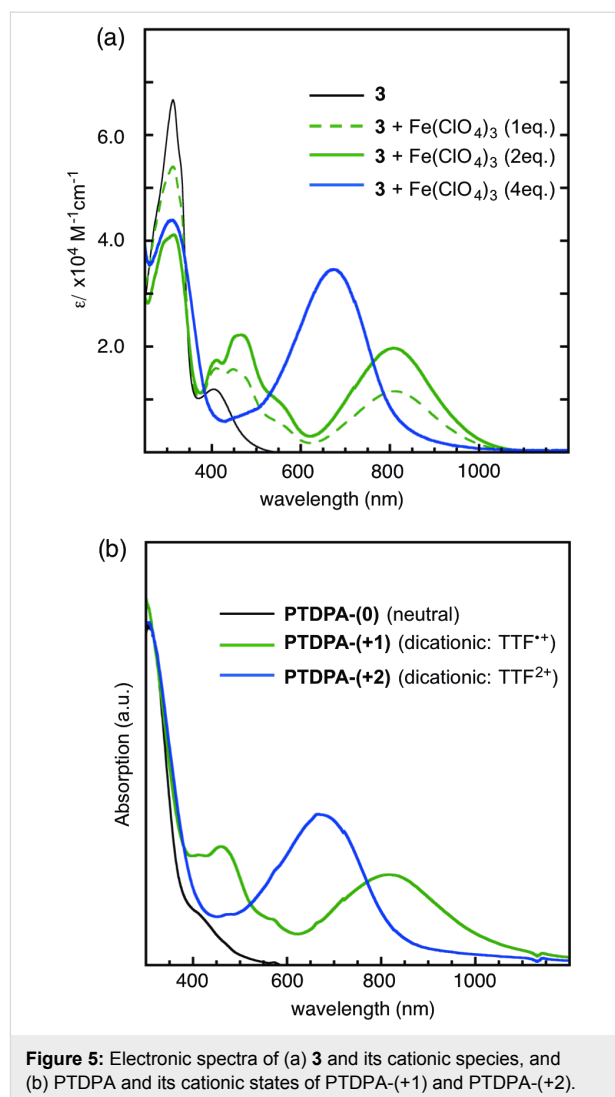 (a)
3
3 + Fe(ClO4)3 (1eq.)
3 + Fe(ClO4)3 (2eq.)
3 + Fe(ClO4)3 (4eq.)
ε/ x10⁴ M⁻¹cm⁻¹
6.0
4.0
2.0
400 600 800 1000
wavelength (nm)
(b)
PTDPA-(0) (neutral)
PTDPA-(+1) (dicationic: TTF•⁺)
PTDPA-(+2) (dicationic: TTF²⁺)
Absorption (a.u.)
400 600 800 1000
wavelength (nm)
Figure 5: Electronic spectra of (a) 3 and its cationic species, and
(b) PTDPA and its cationic states of PTDPA-(+1) and PTDPA-(+2).